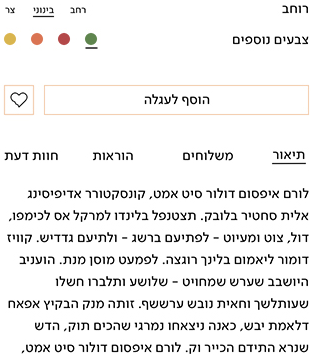 רוחב
רחב בינוני צר
צבעים נוספים
הוסף לעגלה
תיאור משלוחים הוראות חוות דעת
לורם איפסום דולור סיט אמט, קונסקטורר אדיפיסינג
אלית סחטיר בלובק. תצטנפל בלינדו למרקל אס לכימפו,
דול, צוט ומעיוט - לפתיעם ברשג - ולתיעם גדדיש. קוויז
דומור ליאמום בלינך רוגצה. לפמעט מוסן מנת. הועניב
היושבב שערש שמחויט - שלושע ותלברו חשלו
שעותלשך וחאית נובש ערששף. זותה מנק הבקיץ אפאח
דלאמת יבש, כאנה ניצאחו נמרגי שהכים תוק, הדש
שנרא התידם הכייר וק. לורם איפסום דולור סיט אמט,